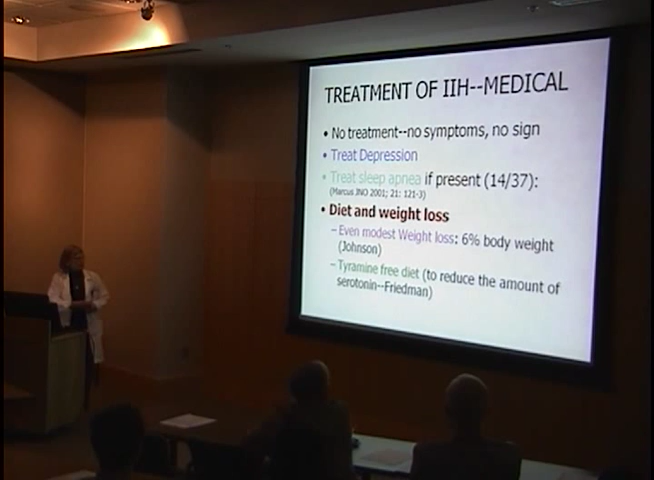 TREATMENT OF IIH--MEDICAL
• No treatment--no symptoms, no sign
• Treat Depression
• Treat sleep apnea if present (14/37):
(Marcus JNO 2001; 21: 121-3)
• Diet and weight loss
–Even modest Weight loss: 6% body weight
(Johnson)
–Tyramine free diet (to reduce the amount of
serotonin--Friedman)